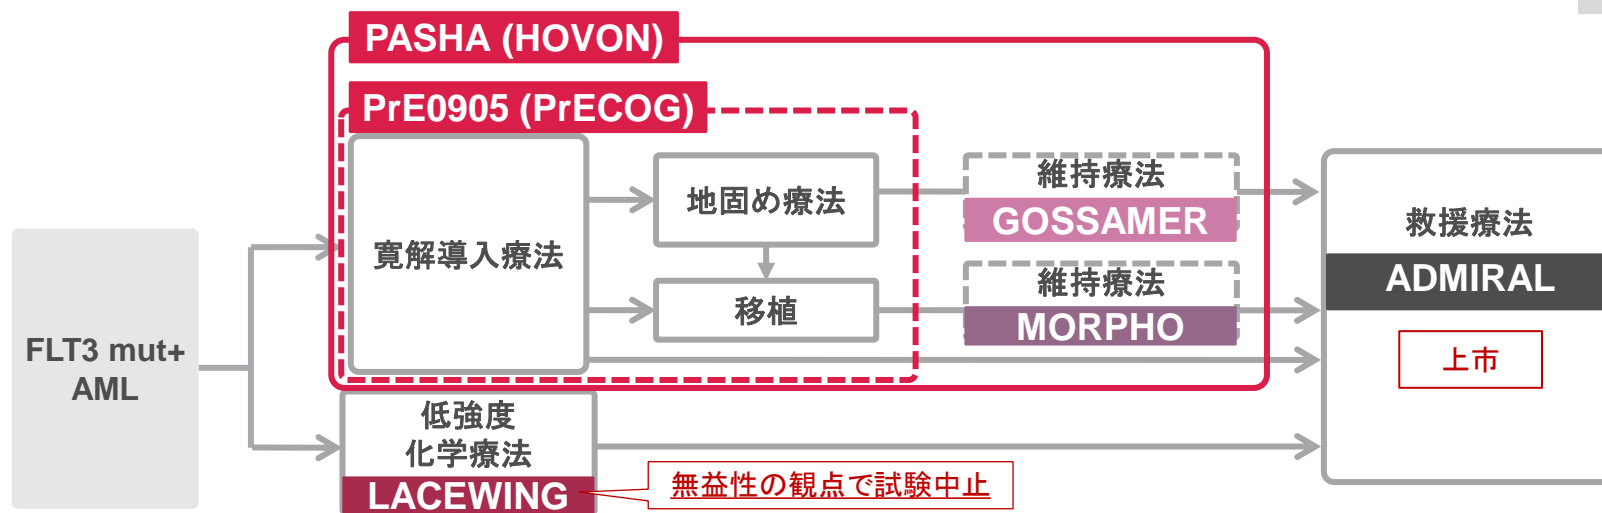 PASHA (HOVON)
PrE0905 (PrECOG)
FLT3 mut+
AML
寛解導入療法
地固め療法
移植
維持療法
GOSSAMER
維持療法
MORPHO
救援療法
ADMIRAL
上市
低強度
化学療法
LACEWING
無益性の観点で試験中止